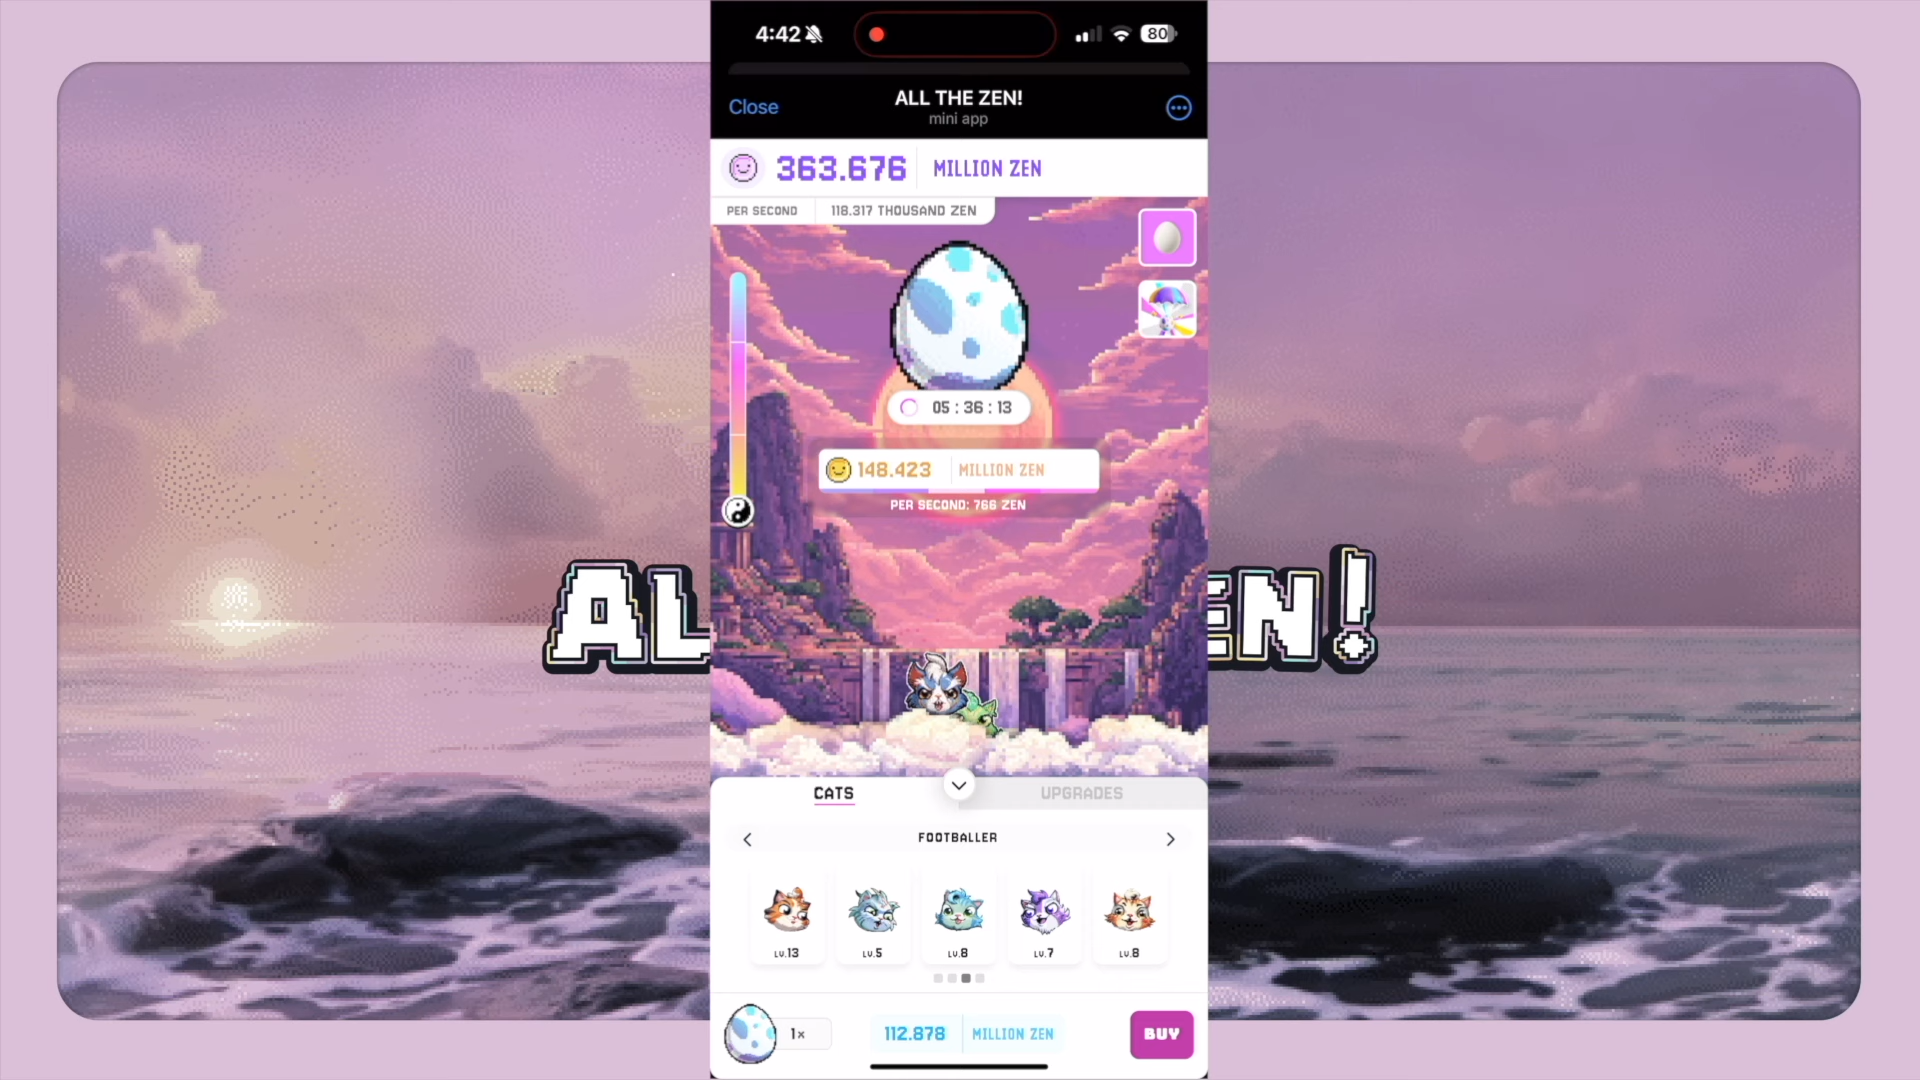 4:42
80
Close
ALL THE ZEN!
mini app
363.676 MILLION ZEN
PER SECOND 118.317 THOUSAND ZEN
05 : 36 : 13
148.423 MILLION ZEN
PER SECOND: 766 ZEN
AL EN!
CATS UPGRADES
FOOTBALLER
LV.13 LV.5 LV.8 LV.7 LV.8
1x 112.878 MILLION ZEN BUY